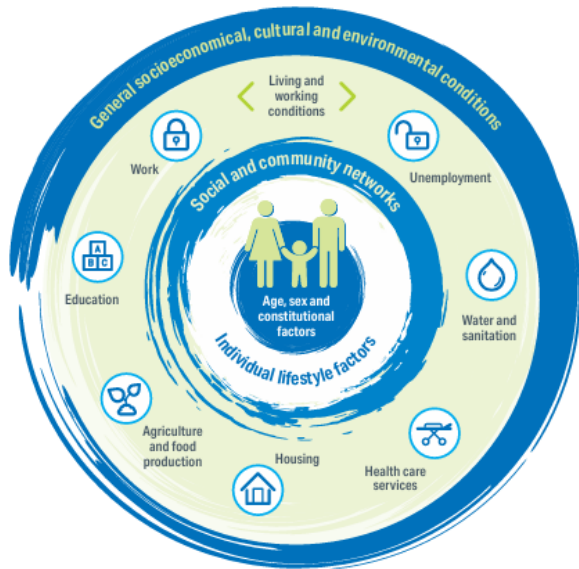 General socioeconomical, cultural and environmental conditions
Living and
working
conditions
Work
Unemployment
Social and community networks
A
B C
Education
Age, sex and
constitutional
factors
Water and
sanitation
Individual lifestyle factors
Agriculture
and food
production
Housing
Health care
services